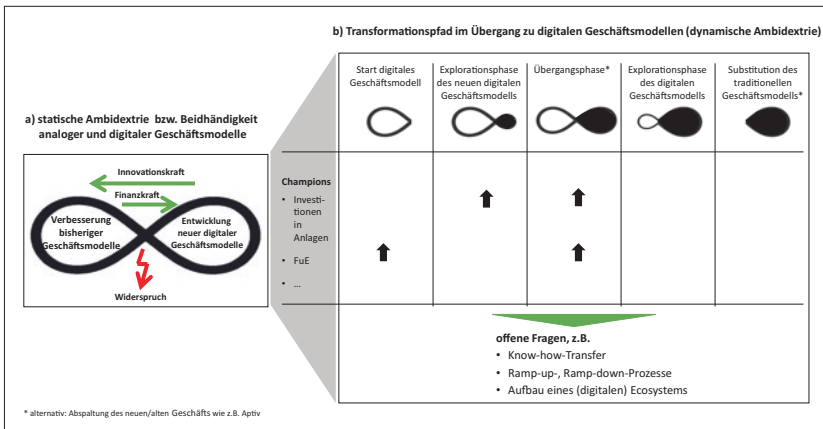 b) Transformationspfad im Übergang zu digitalen Geschäftsmodellen (dynamische Ambidextrie)
Start digitales
Geschäftsmodell
Explorationsphase
des neuen digitalen
Geschäftsmodells
Übergangsphase*
Explorationsphase
des digitalen
Geschäftsmodells
Substitution des
traditionellen
Geschäftsmodells*
a) statische Ambidextrie bzw. Beidhändigkeit
analoger und digitaler Geschäftsmodelle
Innovationskraft
Finanzkraft
Verbesserung
bisheriger
Geschäftsmodelle
Entwicklung
neuer digitaler
Geschäftsmodelle
Widerspruch
Champions
• Investi-
tionen
in
Anlagen
• FuE
• ...
offene Fragen, z.B.
• Know-how-Transfer
• Ramp-up-, Ramp-down-Prozesse
• Aufbau eines (digitalen) Ecosystems
* alternativ: Abspaltung des neuen/alten Geschäfts wie z.B. Aptiv